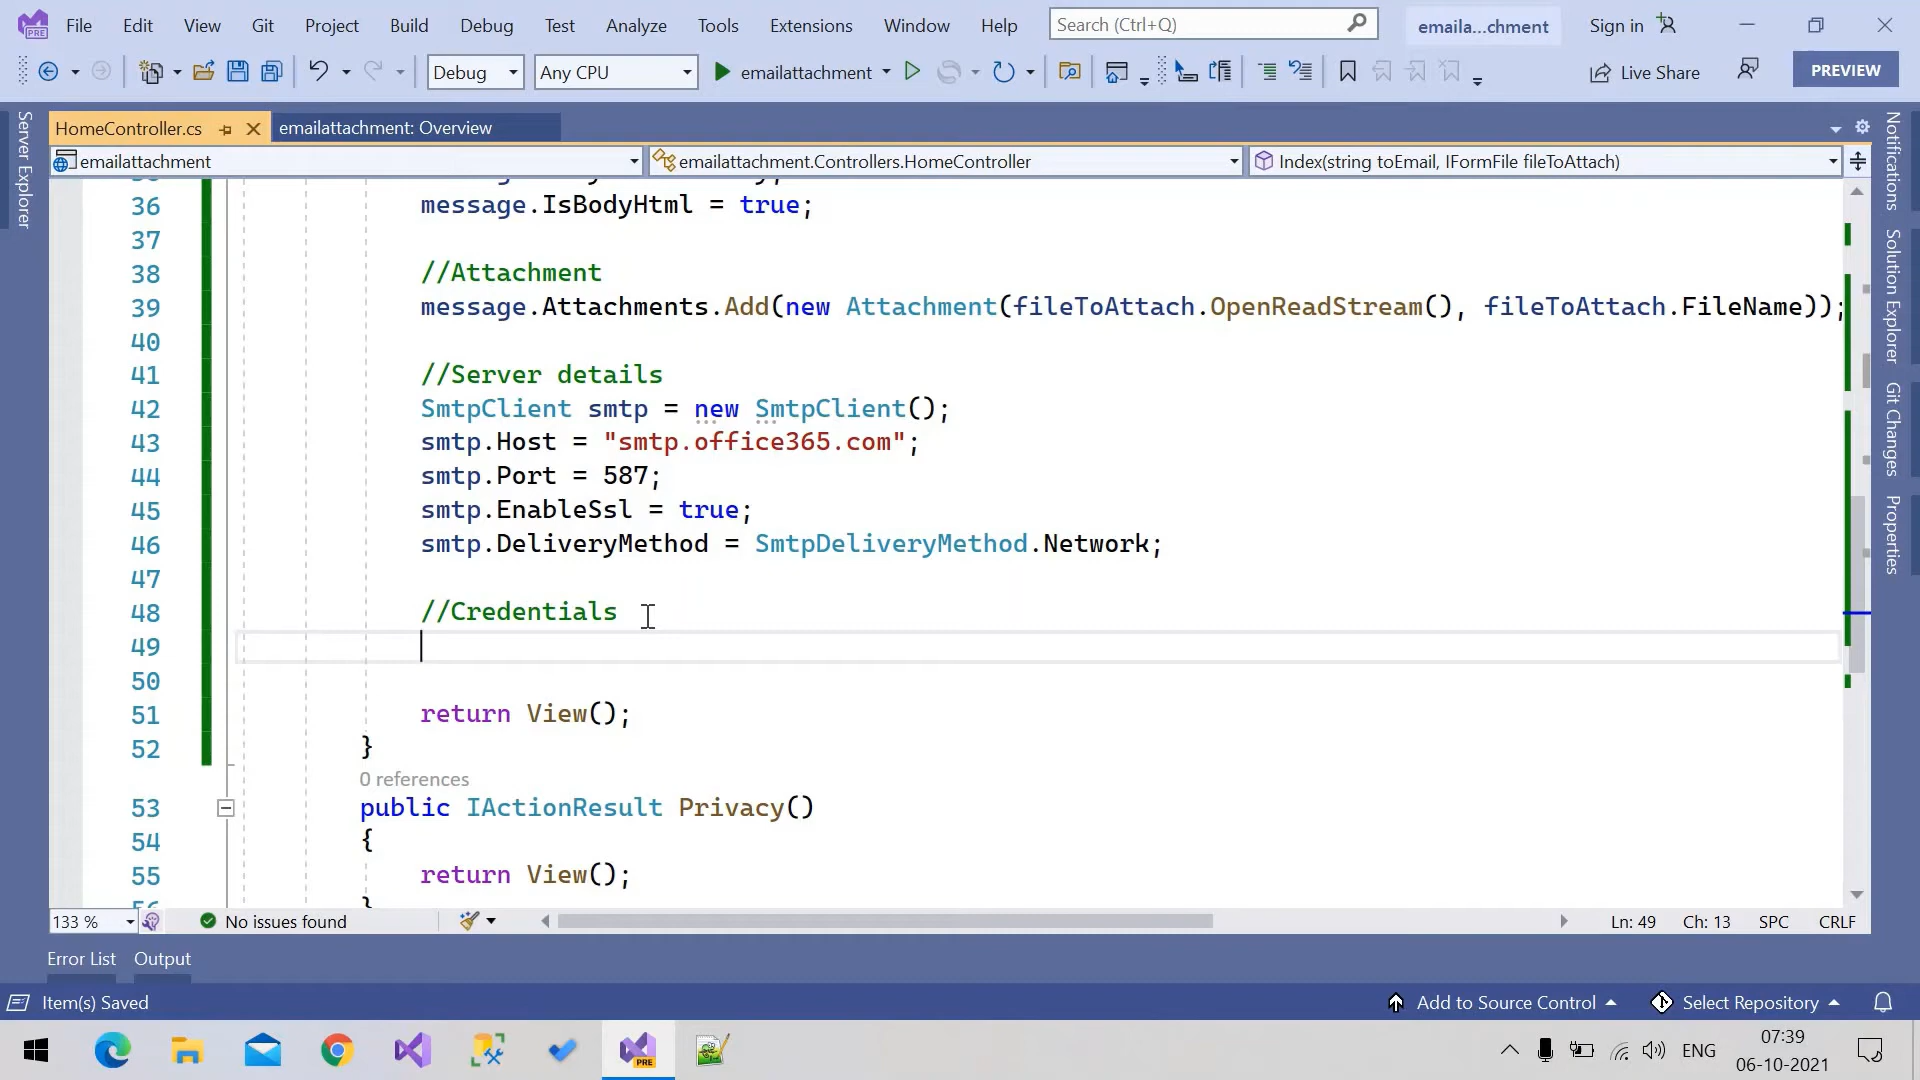 File Edit View Git Project Build Debug Test Analyze Tools Extensions Window Help Search (Ctrl+Q) emaila...chment Sign in
PRE
Debug Any CPU emailattachment Live Share PREVIEW
HomeController.cs emailattachment: Overview
emailattachment emailattachment.Controllers.HomeController Index(string toEmail, IFormFile fileToAttach)
Server Explorer
Notifications
Solution Explorer
Git Changes
Properties
36 message.IsBodyHtml = true;
37
38 //Attachment
39 message.Attachments.Add(new Attachment(fileToAttach.OpenReadStream(), fileToAttach.FileName));
40
41 //Server details
42 SmtpClient smtp = new SmtpClient();
43 smtp.Host = "smtp.office365.com";
44 smtp.Port = 587;
45 smtp.EnableSsl = true;
46 smtp.DeliveryMethod = SmtpDeliveryMethod.Network;
47
48 //Credentials
49
50
51 return View();
52 }
0 references
53 public IActionResult Privacy()
54 {
55 return View();
56 }
133 % No issues found Ln: 49 Ch: 13 SPC CRLF
Error List Output
Item(s) Saved Add to Source Control Select Repository
PRE ENG 07:39
06-10-2021